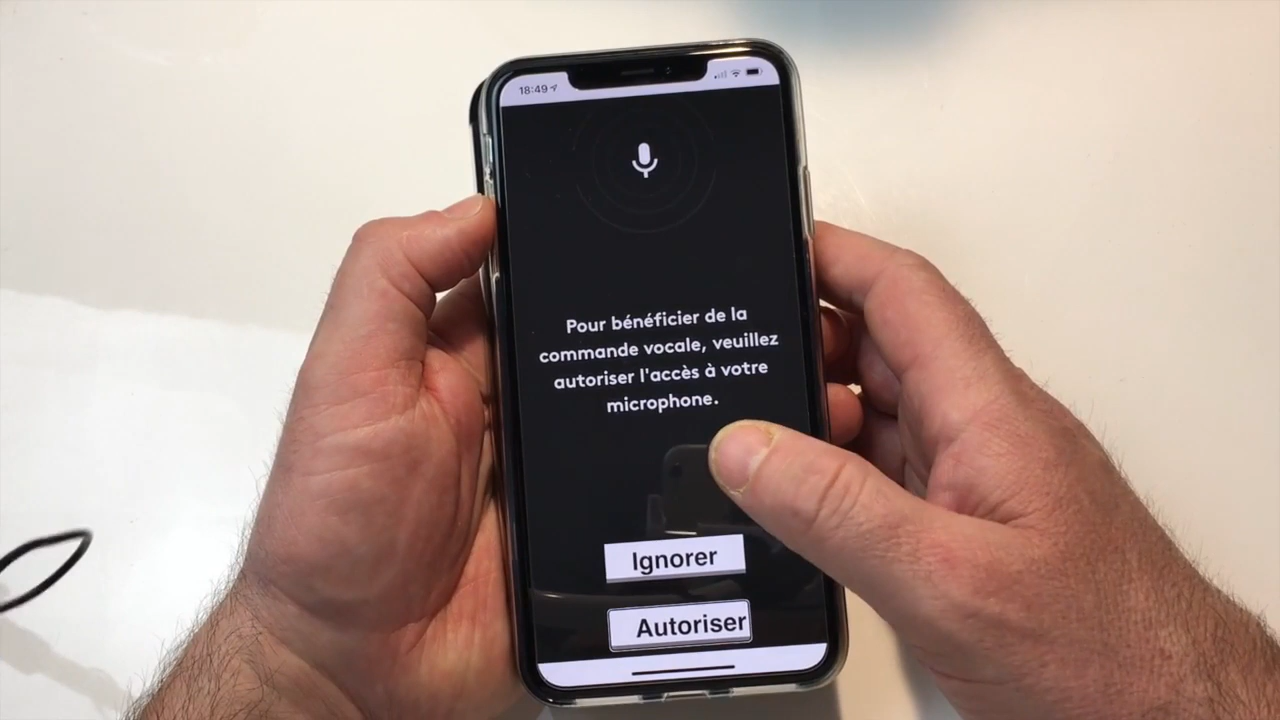 18:49
Pour bénéficier de la
commande vocale, veuillez
autoriser l'accès à votre
microphone.
Ignorer
Autoriser